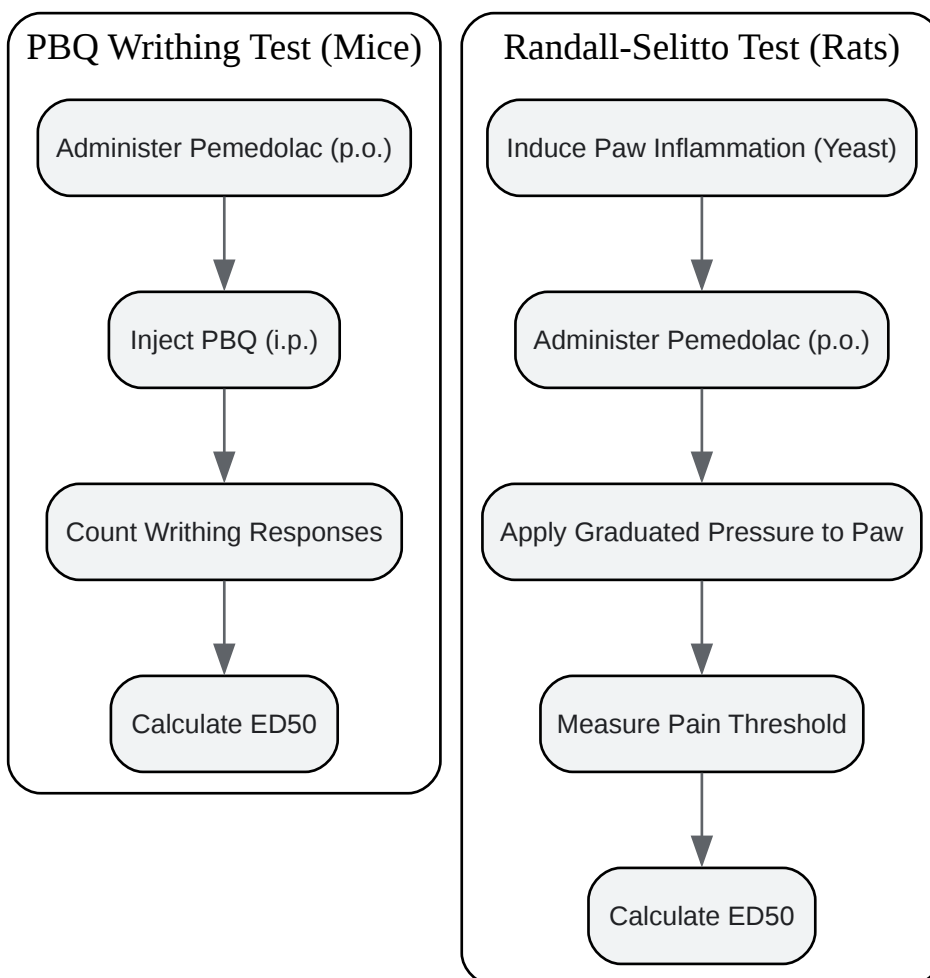 PBQ Writhing Test (Mice)
Administer Pemedolac (p.o.)
Inject PBQ (i.p.)
Count Writhing Responses
Calculate ED50
Randall-Selitto Test (Rats)
Induce Paw Inflammation (Yeast)
Administer Pemedolac (p.o.)
Apply Graduated Pressure to Paw
Measure Pain Threshold
Calculate ED50